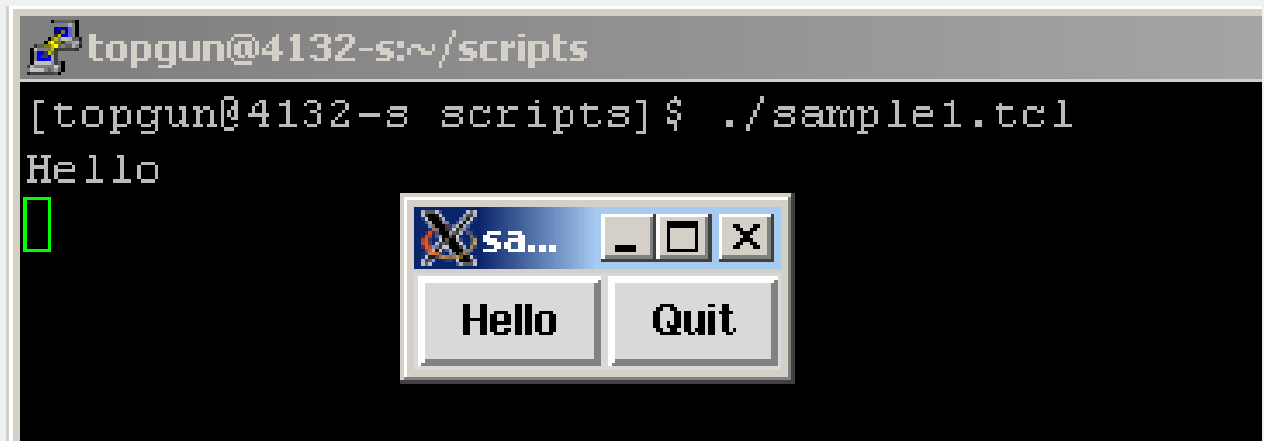 topgun@4132-s:~/scripts
[topgun@4132-s scripts]$ ./sample1.tcl
Hello
sa...
Hello Quit